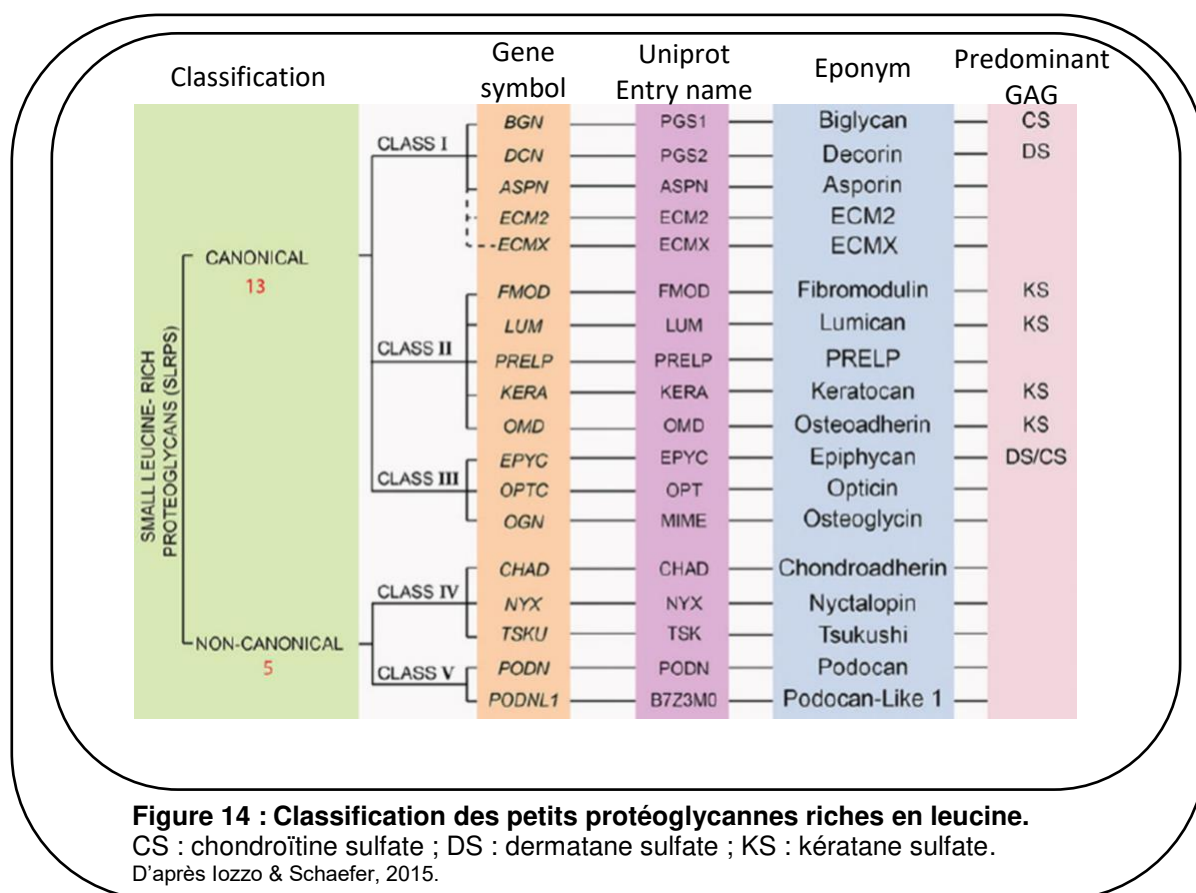 Classification
Gene symbol
Uniprot Entry name
Eponym
Predominant GAG
SMALL LEUCINE- RICH
PROTEOGLYCANS (SLRPS)
CANONICAL
13
CLASS I
BGN PGS1 Biglycan CS
DCN PGS2 Decorin DS
ASPN ASPN Asporin
ECM2 ECM2 ECM2
ECMX ECMX ECMX
CLASS II
FMOD FMOD Fibromodulin KS
LUM LUM Lumican KS
PRELP PRELP PRELP
KERA KERA Keratocan KS
OMD OMD Osteoadherin KS
CLASS III
EPYC EPYC Epiphycan DS/CS
OPTC OPT Opticin
OGN MIME Osteoglycin
NON-CANONICAL
5
CLASS IV
CHAD CHAD Chondroadherin
NYX NYX Nyctalopin
TSKU TSK Tsukushi
CLASS V
PODN PODN Podocan
PODNL1 B7Z3M0 Podocan-Like 1
Figure 14 : Classification des petits protéoglycannes riches en leucine.
CS : chondroïtine sulfate ; DS : dermatane sulfate ; KS : kératane sulfate.
D'après Iozzo & Schaefer, 2015.